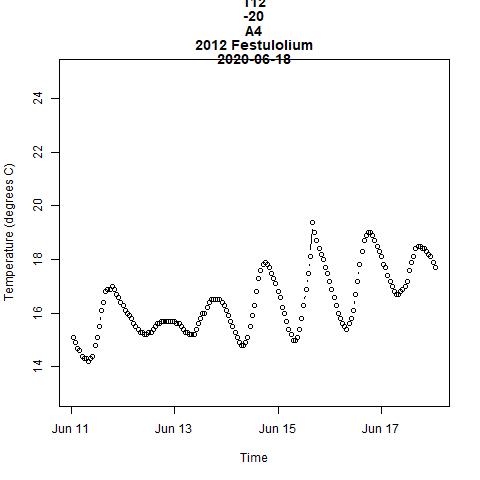 T12
-20
A4
2012 Festulolium
2020-06-18
24
22
20
18
16
14
Temperature (degrees C)
Jun 11
Jun 13
Jun 15
Jun 17
Time